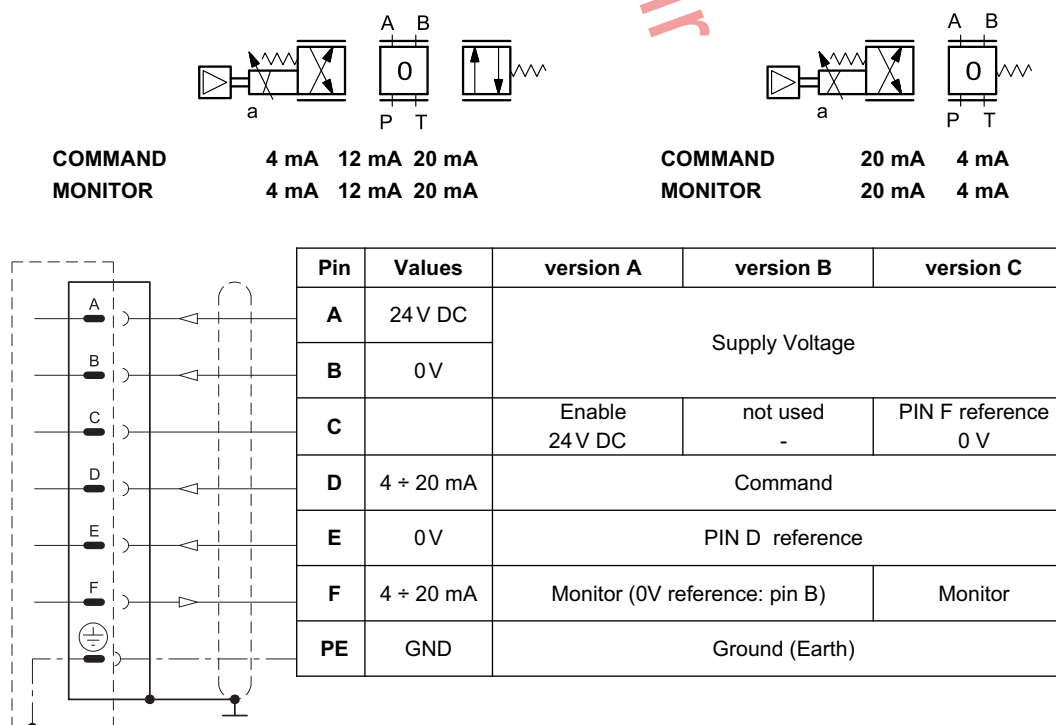 A B
0
a
P T
COMMAND 4 mA 12 mA 20 mA
MONITOR 4 mA 12 mA 20 mA
A B
0
a
P T
COMMAND 20 mA 4 mA
MONITOR 20 mA 4 mA
A
B
C
D
E
F
Pin Values version A version B version C
A 24 V DC Supply Voltage
B 0 V
C Enable not used PIN F reference
24 V DC - 0 V
D 4 ÷ 20 mA Command
E 0 V PIN D reference
F 4 ÷ 20 mA Monitor (0V reference: pin B) Monitor
PE GND Ground (Earth)